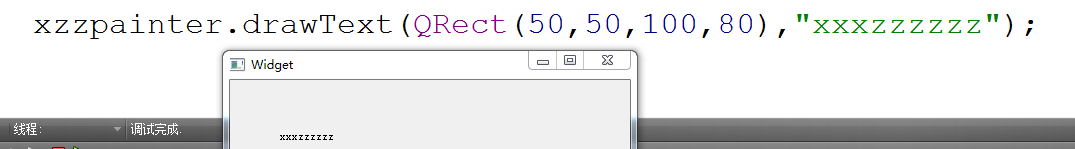 xzzpainter.drawText(QRect(50,50,100,80),"xxxzzzzzz");
Widget
线程:
调试完成.
xxxzzzzzz